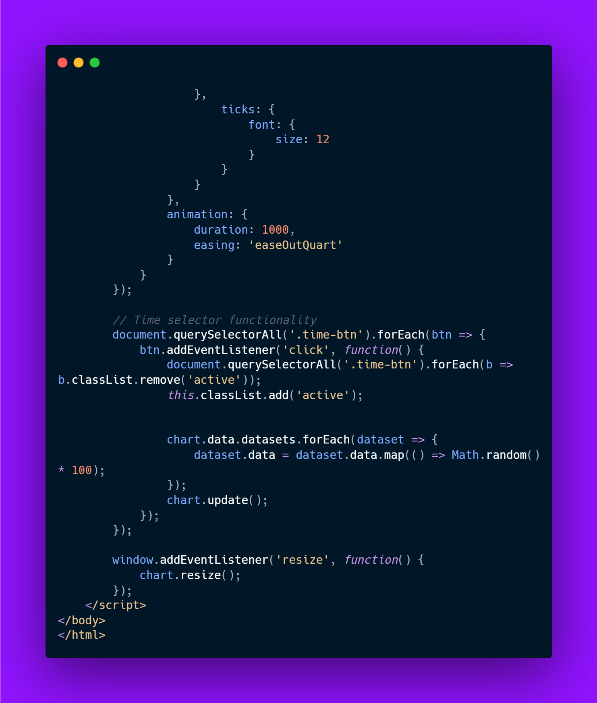 },
ticks: {
font: {
size: 12
}
}
}
},
animation: {
duration: 1000,
easing: 'easeOutQuart'
}
}
});
// Time selector functionality
document.querySelectorAll('.time-btn').forEach(btn => {
btn.addEventListener('click', function() {
document.querySelectorAll('.time-btn').forEach(b =>
b.classList.remove('active'));
this.classList.add('active');
chart.data.datasets.forEach(dataset => {
dataset.data = dataset.data.map(() => Math.random()
* 100);
});
chart.update();
});
});
window.addEventListener('resize', function() {
chart.resize();
});
</script>
</body>
</html>